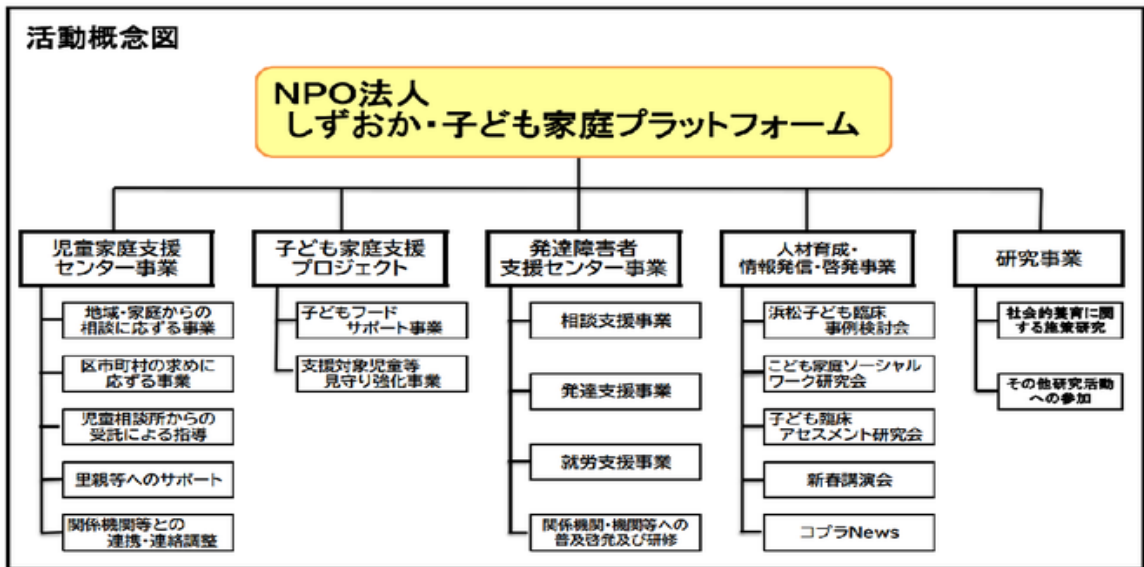 活動概念図
NPO法人
しずおか・子ども家庭プラットフォーム
児童家庭支援
センター事業
地域・家庭からの
相談に応ずる事業
区市町村の求めに
応ずる事業
児童相談所からの
受託による指導
里親等へのサポート
関係機関等との
連携・連絡調整
子ども家庭支援
プロジェクト
子どもフード
サポート事業
支援対象児童等
見守り強化事業
発達障害者
支援センター事業
相談支援事業
発達支援事業
就労支援事業
関係機関・機関等への
普及啓発及び研修
人材育成・
情報発信・啓発事業
浜松子ども臨床
事例検討会
こども家庭ソーシャル
ワーク研究会
子ども臨床
アセスメント研究会
新春講演会
コプラNews
研究事業
社会的養育に関
する施策研究
その他研究活動
への参加